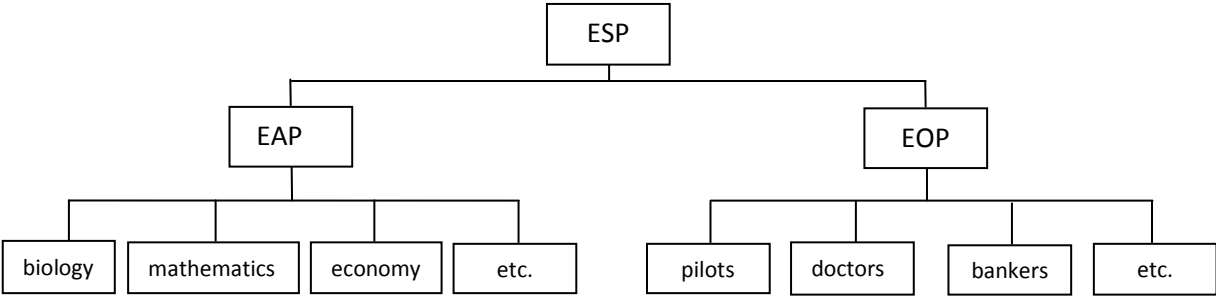 ESP
EAP
EOP
biology
mathematics
economy
etc.
pilots
doctors
bankers
etc.